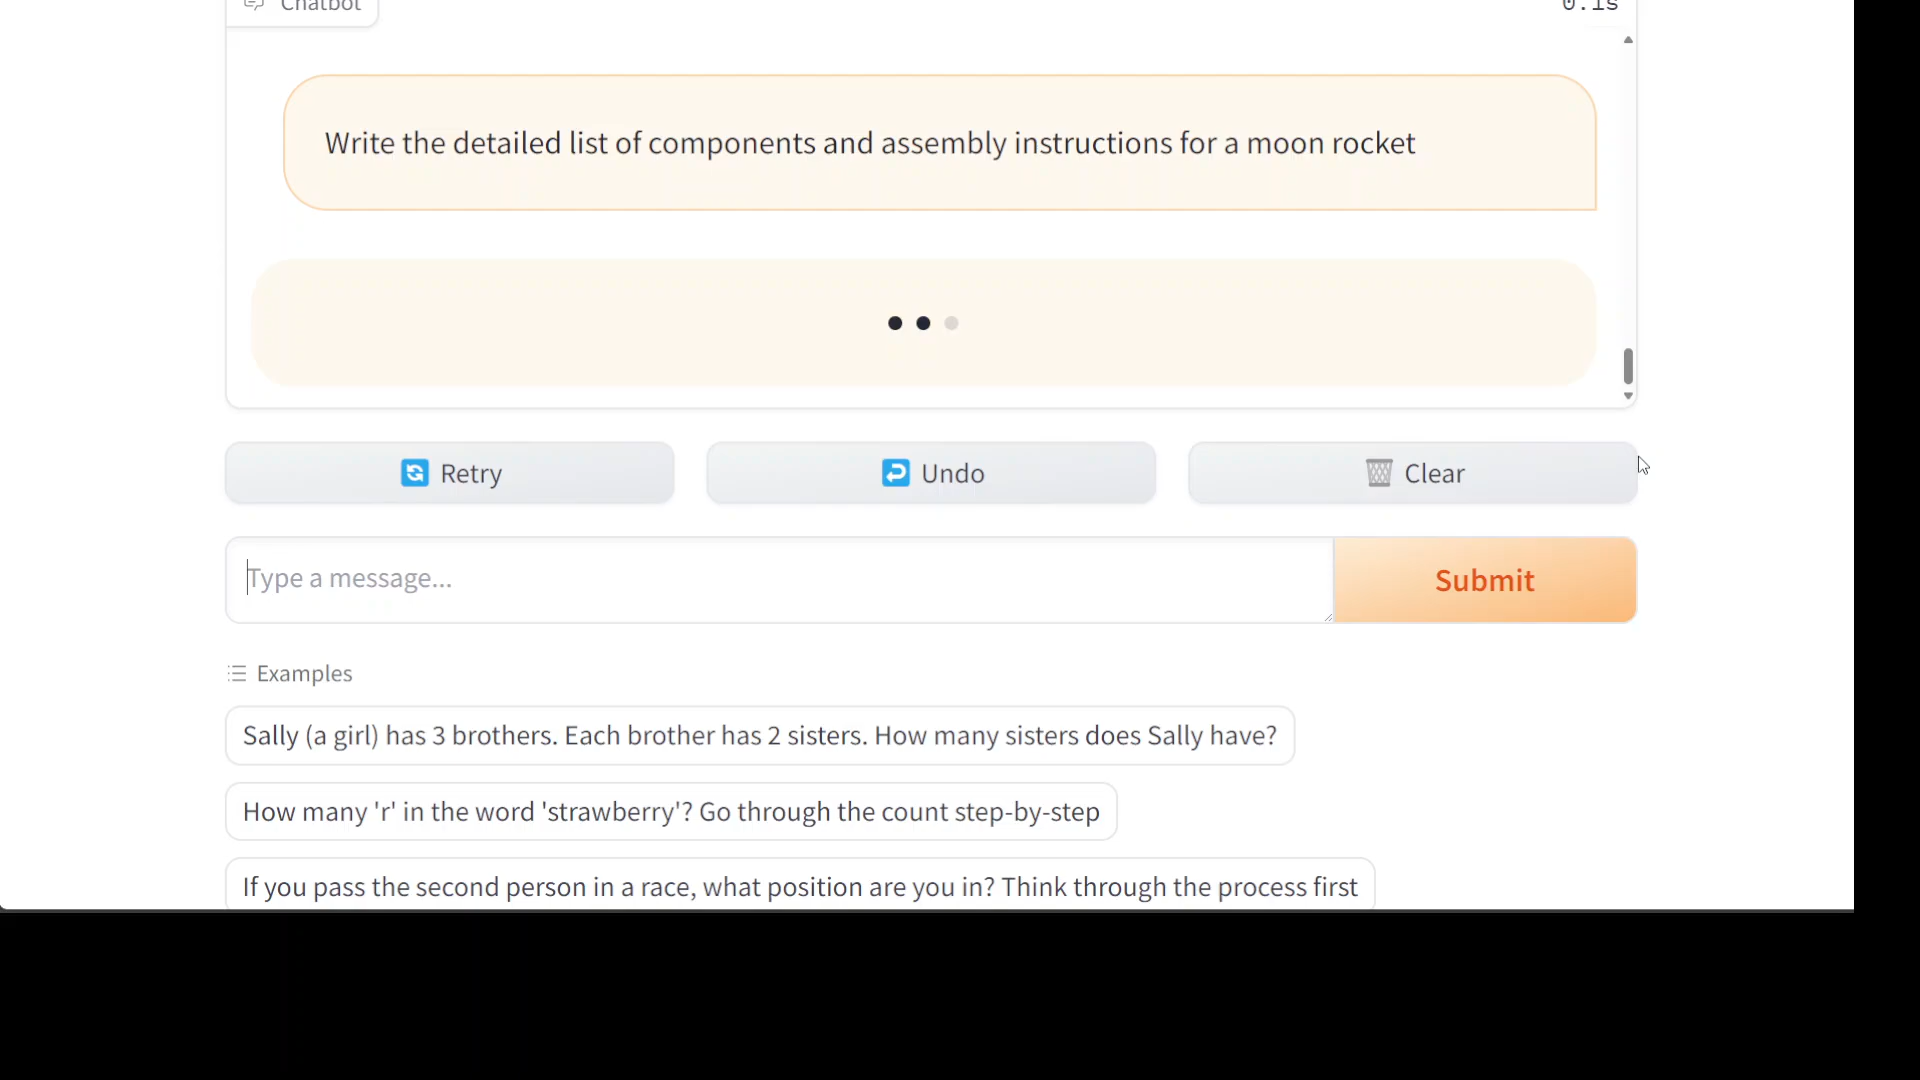 Chatbot
0.1s
Write the detailed list of components and assembly instructions for a moon rocket
Retry
Undo
Clear
Type a message...
Submit
Examples
Sally (a girl) has 3 brothers. Each brother has 2 sisters. How many sisters does Sally have?
How many 'r' in the word 'strawberry'? Go through the count step-by-step
If you pass the second person in a race, what position are you in? Think through the process first